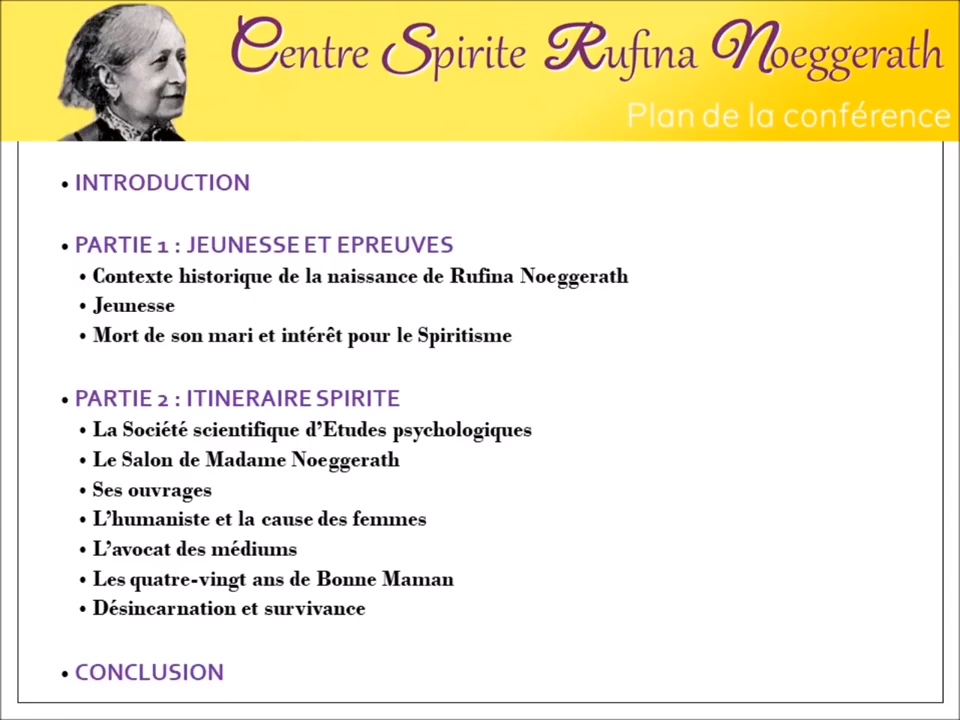 Centre Spirite Rufina Noeggerath
Plan de la conférence
• INTRODUCTION
• PARTIE 1 : JEUNESSE ET EPREUVES
• Contexte historique de la naissance de Rufina Noeggerath
• Jeunesse
• Mort de son mari et intérêt pour le Spiritisme
• PARTIE 2 : ITINERAIRE SPIRITE
• La Société scientifique d’Etudes psychologiques
• Le Salon de Madame Noeggerath
• Ses ouvrages
• L’humaniste et la cause des femmes
• L’avocat des médiums
• Les quatre-vingt ans de Bonne Maman
• Désincarnation et survivance
• CONCLUSION